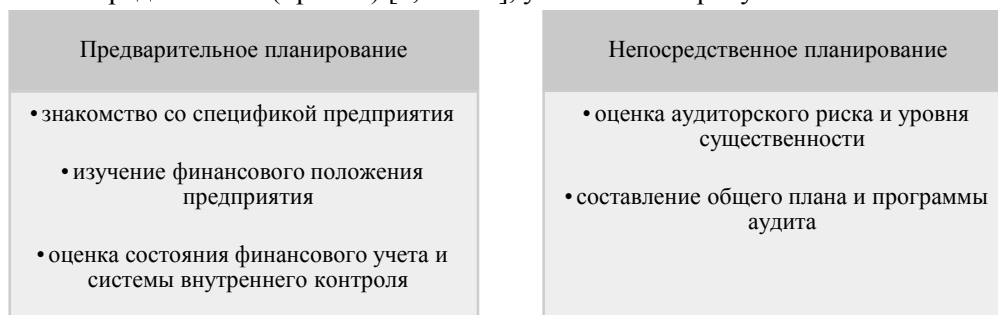 Предварительное планирование
•знакомство со спецификой предприятия
•изучение финансового положения
предприятия
•оценка состояния финансового учета и
системы внутреннего контроля
Непосредственное планирование
•оценка аудиторского риска и уровня
существенности
•составление общего плана и программы
аудита